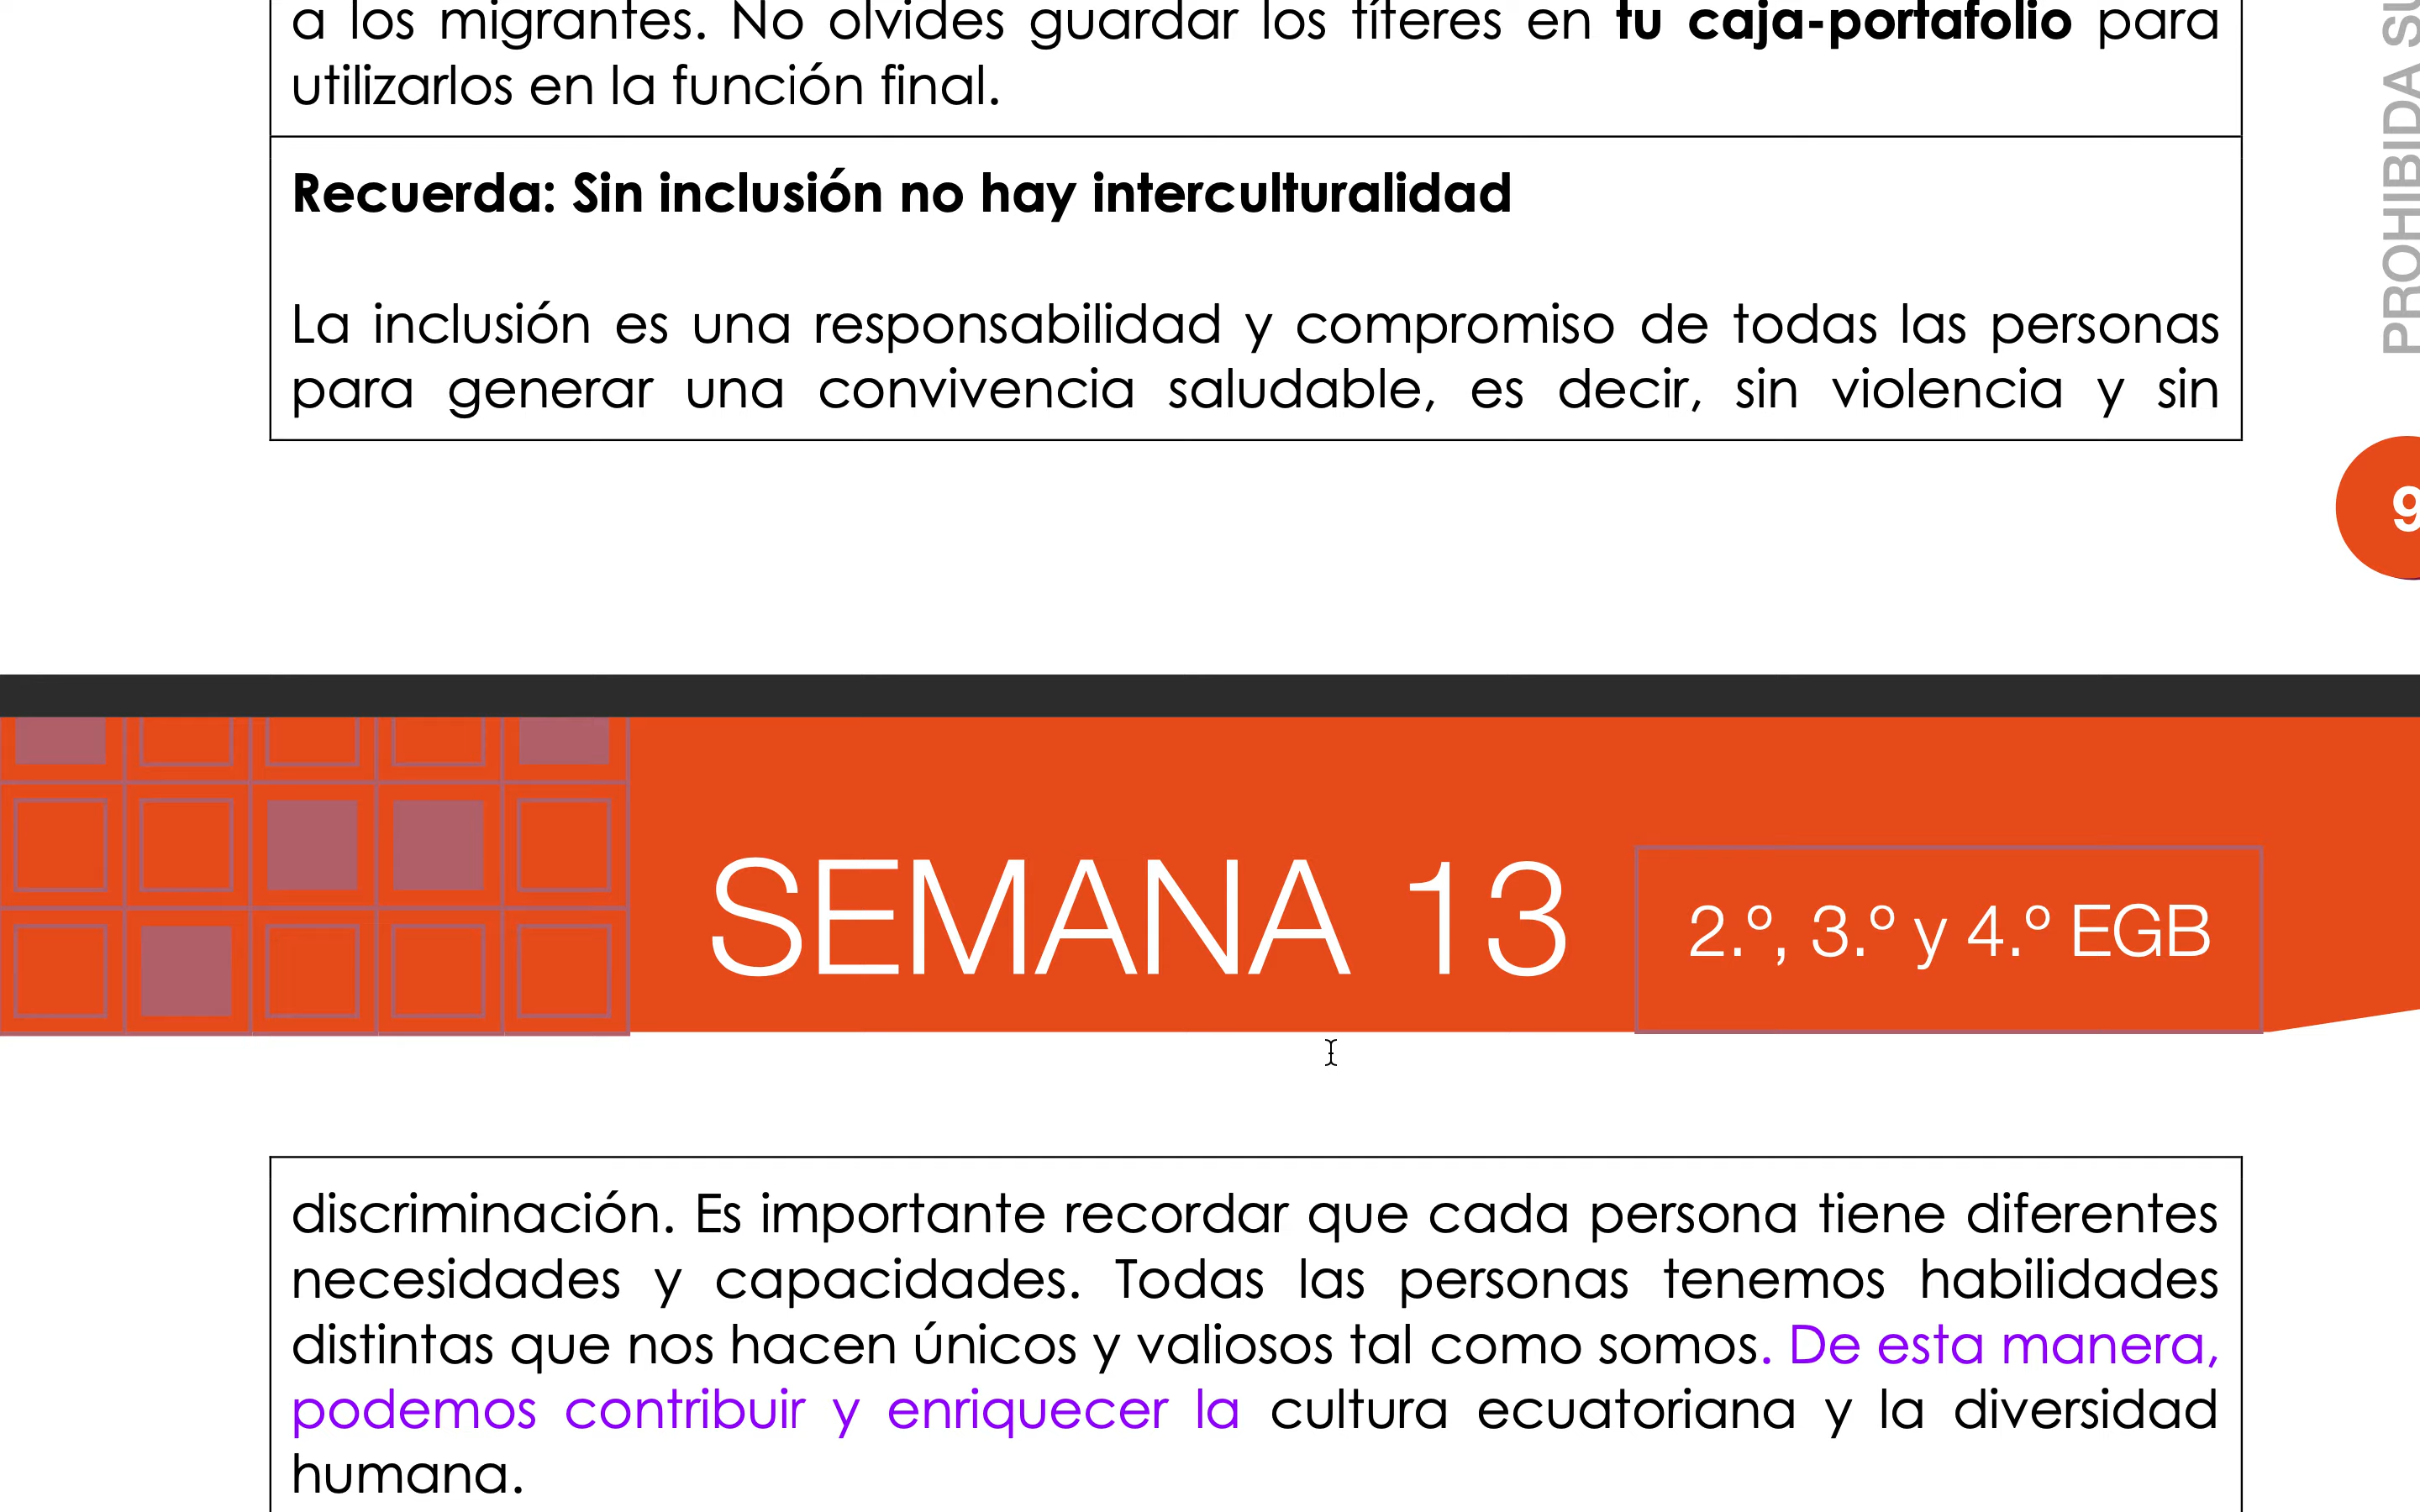 a los migrantes. No olvides guardar los títeres en tu caja-portafolio para
utilizarlos en la función final.
Recuerda: Sin inclusión no hay interculturalidad
La inclusión es una responsabilidad y compromiso de todas las personas
para generar una convivencia saludable, es decir, sin violencia y sin
PROHIBIDA
9
SEMANA 13
2.º, 3.º y 4.º EGB
discriminación. Es importante recordar que cada persona tiene diferentes
necesidades y capacidades. Todas las personas tenemos habilidades
distintas que nos hacen únicos y valiosos tal como somos. De esta manera,
podemos contribuir y enriquecer la cultura ecuatoriana y la diversidad
humana.